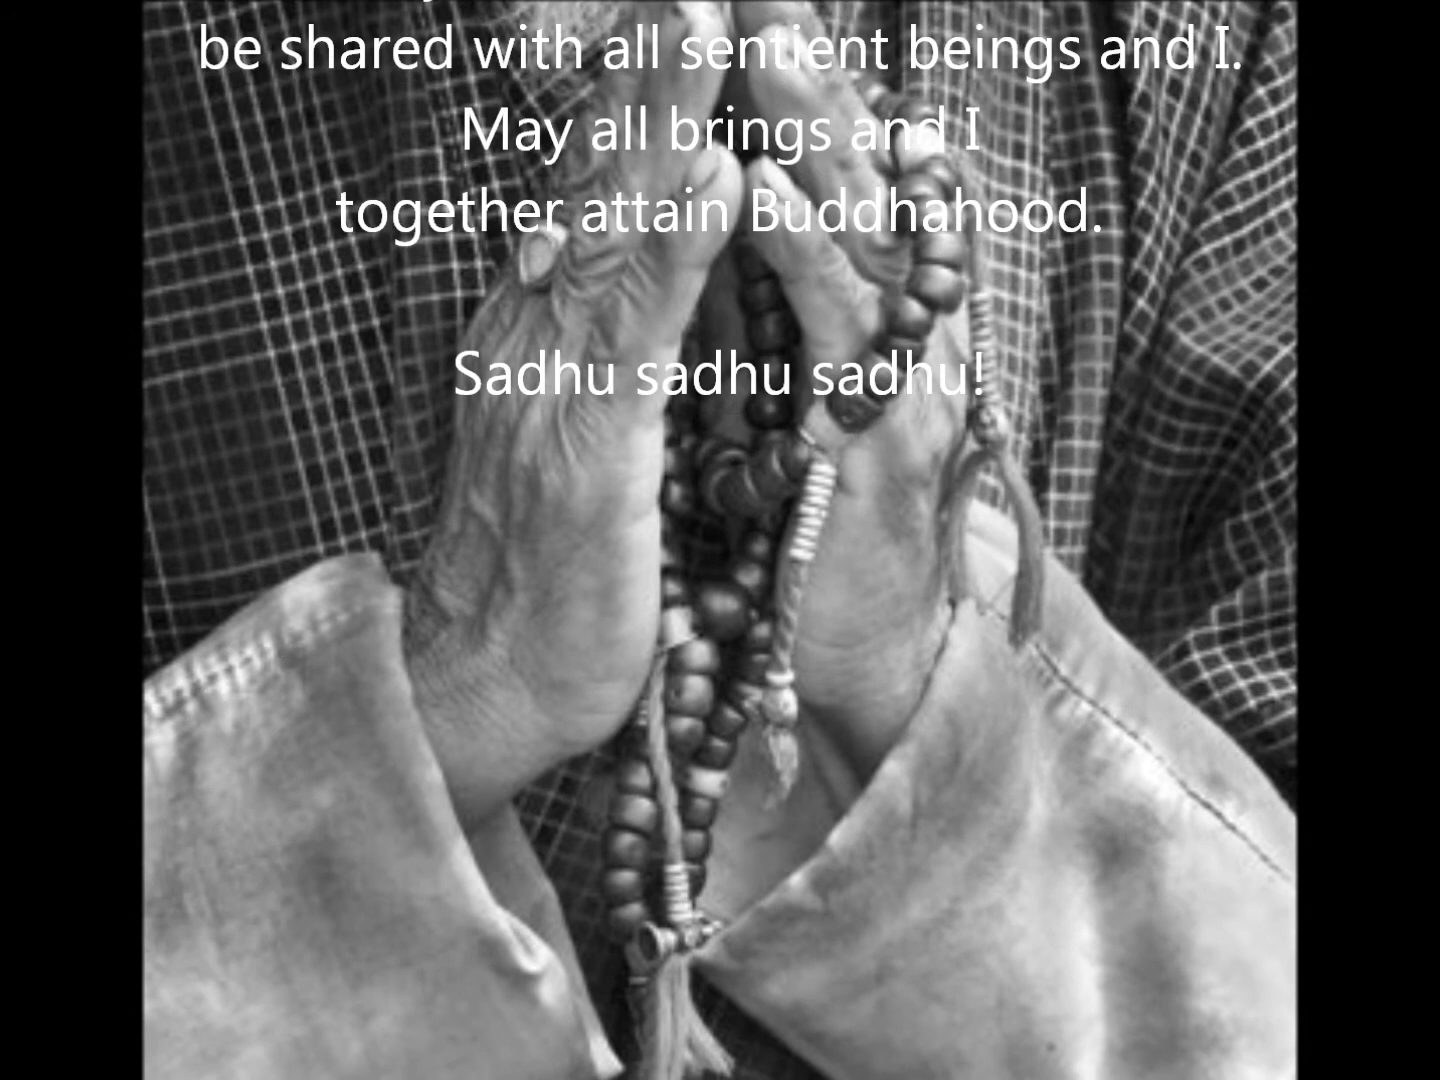 be shared with all sentient beings and I.
May all brings and I
together attain Buddhahood.
Sadhu sadhu sadhu!